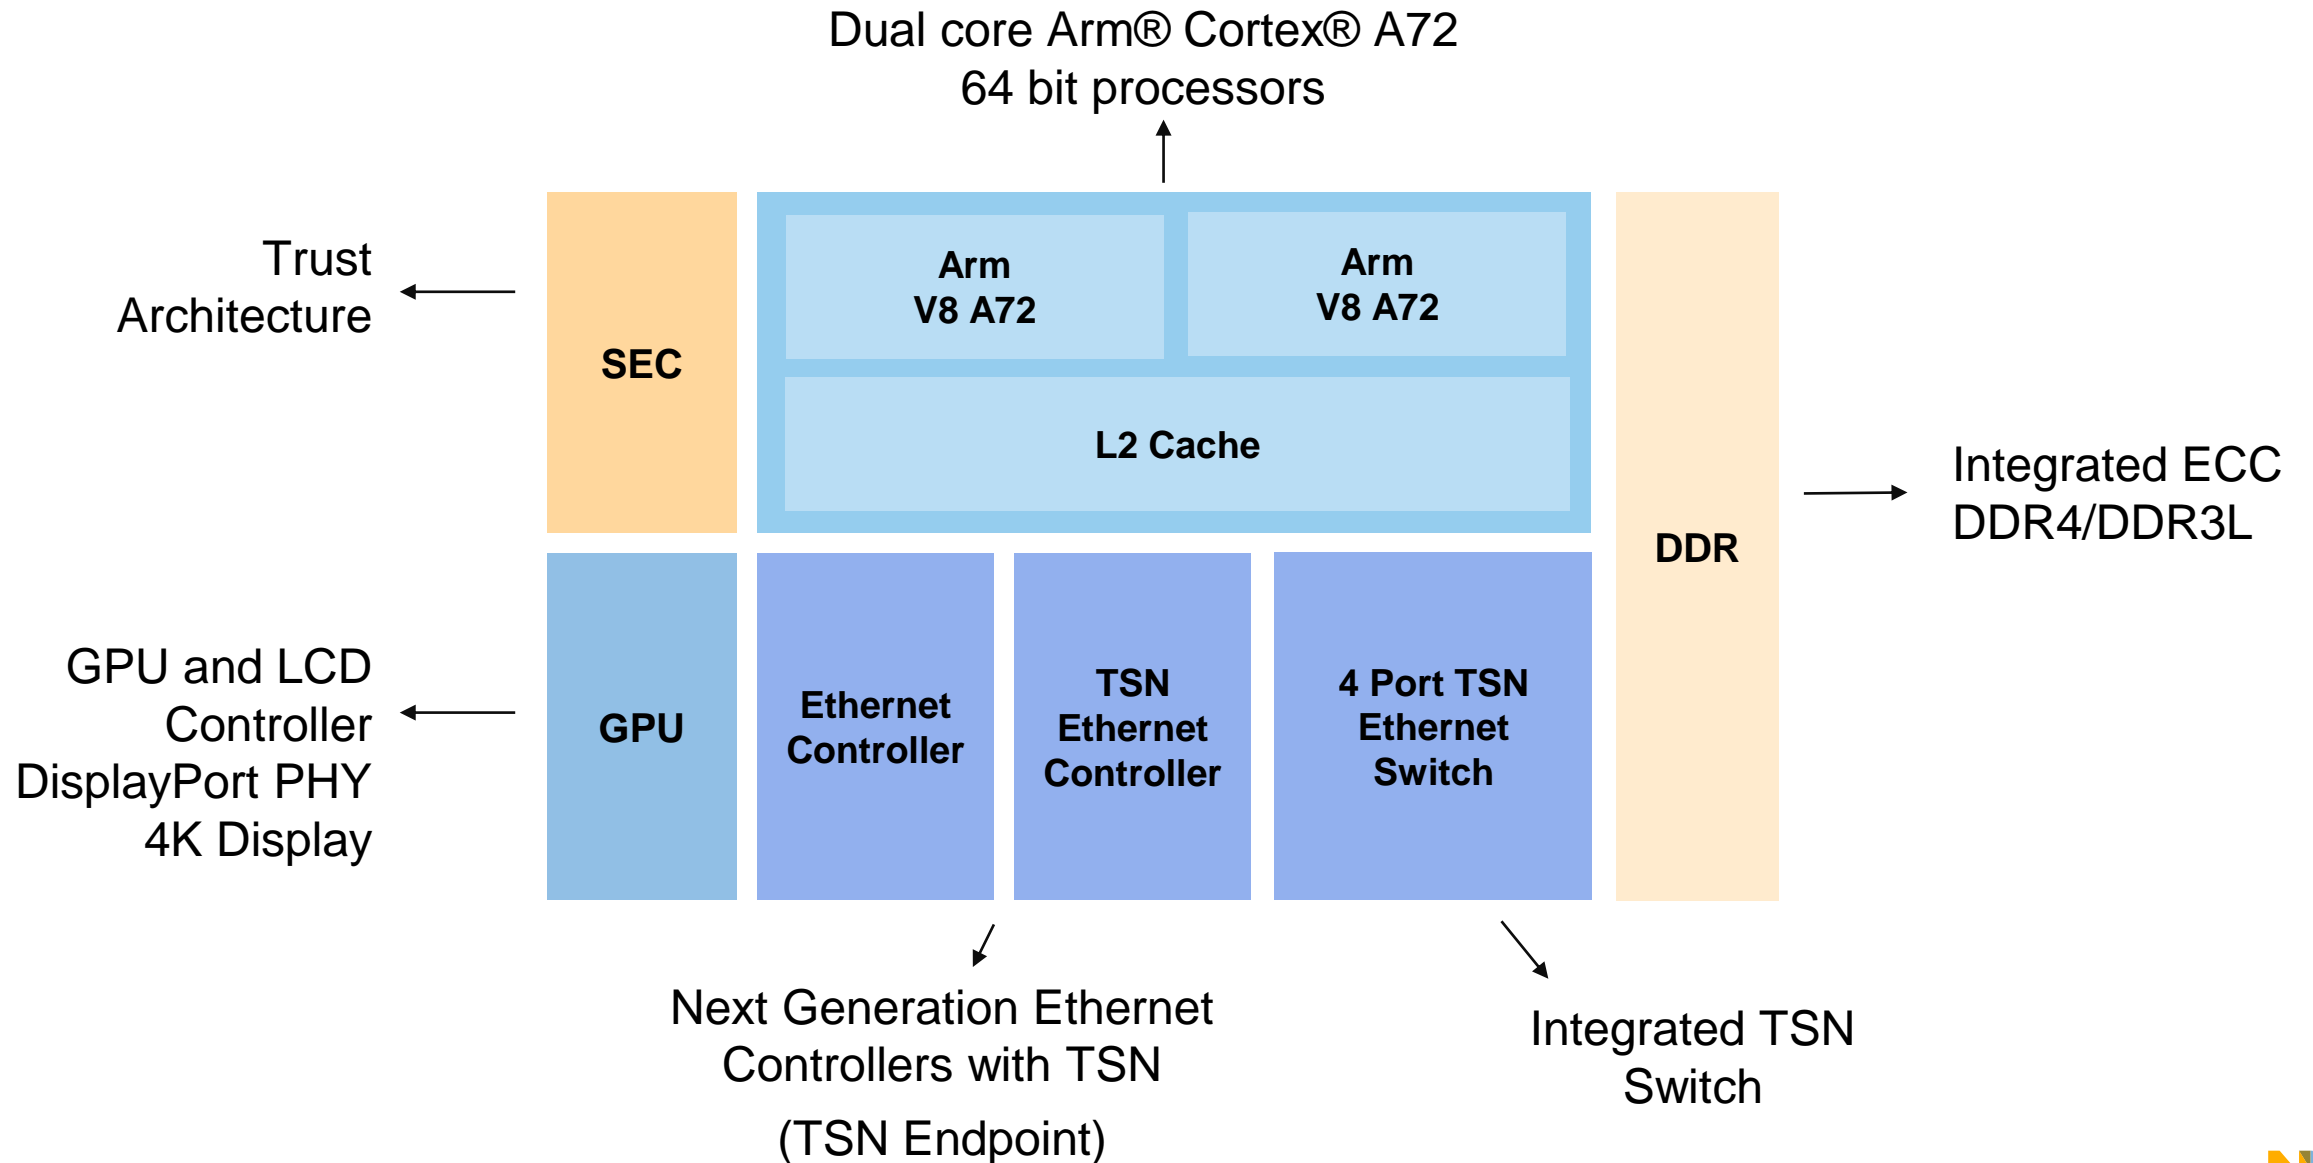 Dual core Arm® Cortex® A72
64 bit processors
Trust
Architecture
SEC
Arm
V8 A72
Arm
V8 A72
L2 Cache
DDR
Integrated ECC
DDR4/DDR3L
GPU and LCD
Controller
DisplayPort PHY
4K Display
GPU
Ethernet
Controller
TSN
Ethernet
Controller
4 Port TSN
Ethernet
Switch
Next Generation Ethernet
Controllers with TSN
(TSN Endpoint)
Integrated TSN
Switch